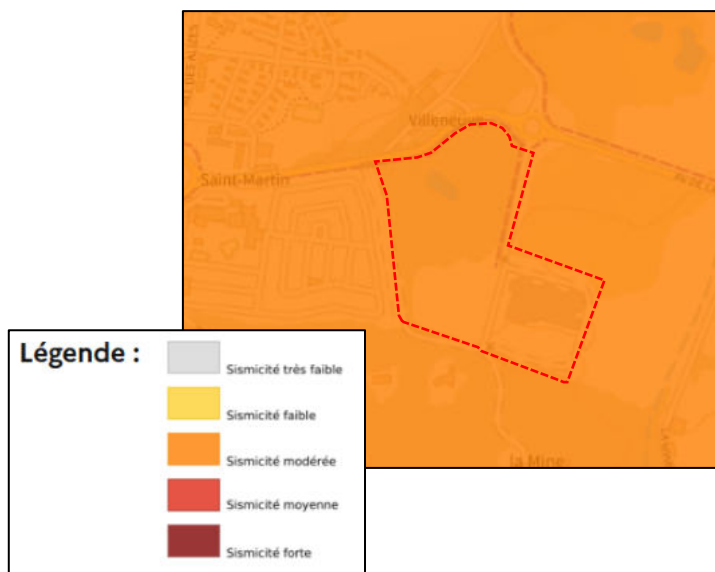 Villeneuve
Saint-Martin
la Mine
Légende :
Sismicité très faible
Sismicité faible
Sismicité modérée
Sismicité moyenne
Sismicité forte